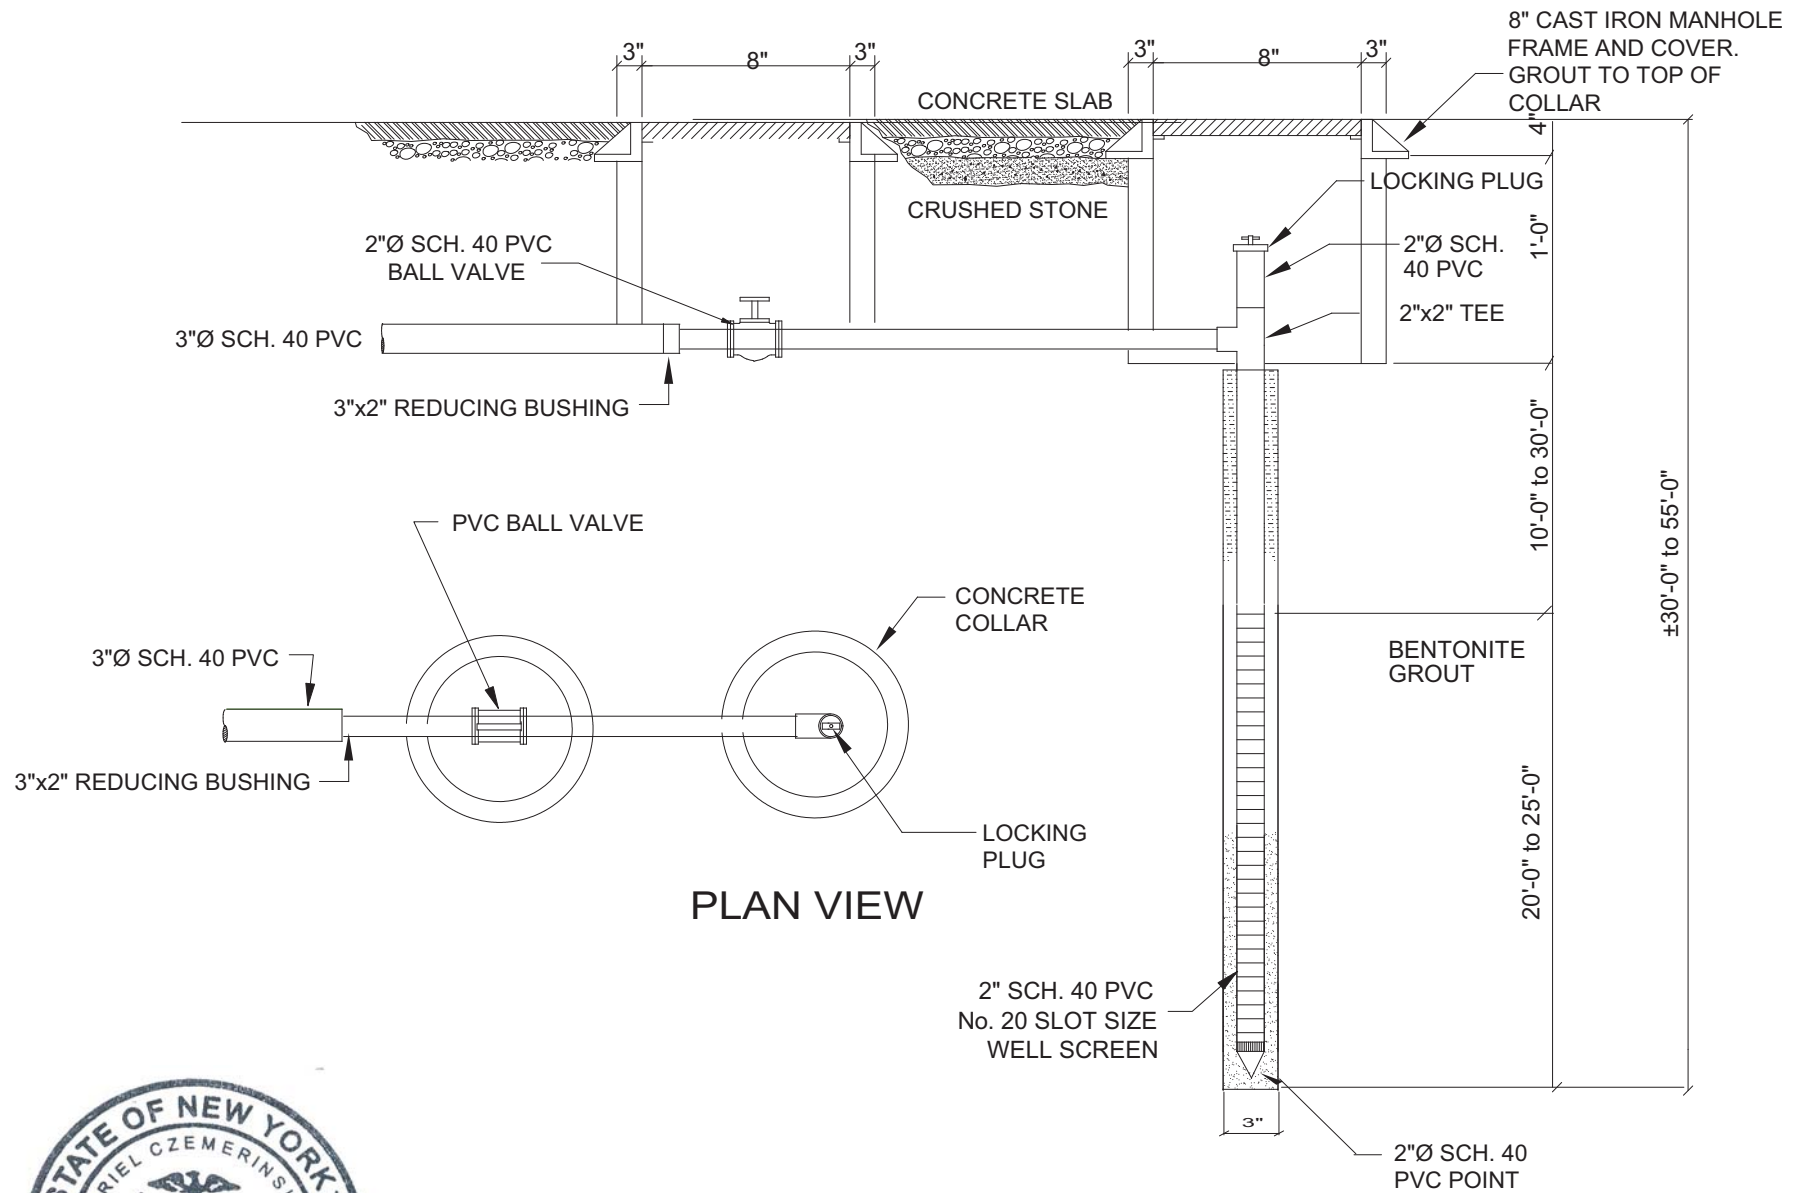 8" CAST IRON MANHOLE
FRAME AND COVER.
GROUT TO TOP OF
COLLAR
3"
8"
3"
3"
8"
3"
CONCRETE SLAB
4"
LOCKING PLUG
CRUSHED STONE
2"Ø SCH. 40 PVC
BALL VALVE
2"Ø SCH.
40 PVC
1'-0"
2"x2" TEE
3"Ø SCH. 40 PVC
3"x2" REDUCING BUSHING
10'-0" to 30'-0"
±30'-0" to 55'-0"
PVC BALL VALVE
CONCRETE
COLLAR
BENTONITE
GROUT
3"Ø SCH. 40 PVC
3"x2" REDUCING BUSHING
LOCKING
PLUG
20'-0" to 25'-0"
PLAN VIEW
2" SCH. 40 PVC
No. 20 SLOT SIZE
WELL SCREEN
3"
2"Ø SCH. 40
PVC POINT
STATE OF NEW YORK
CZEMERINS